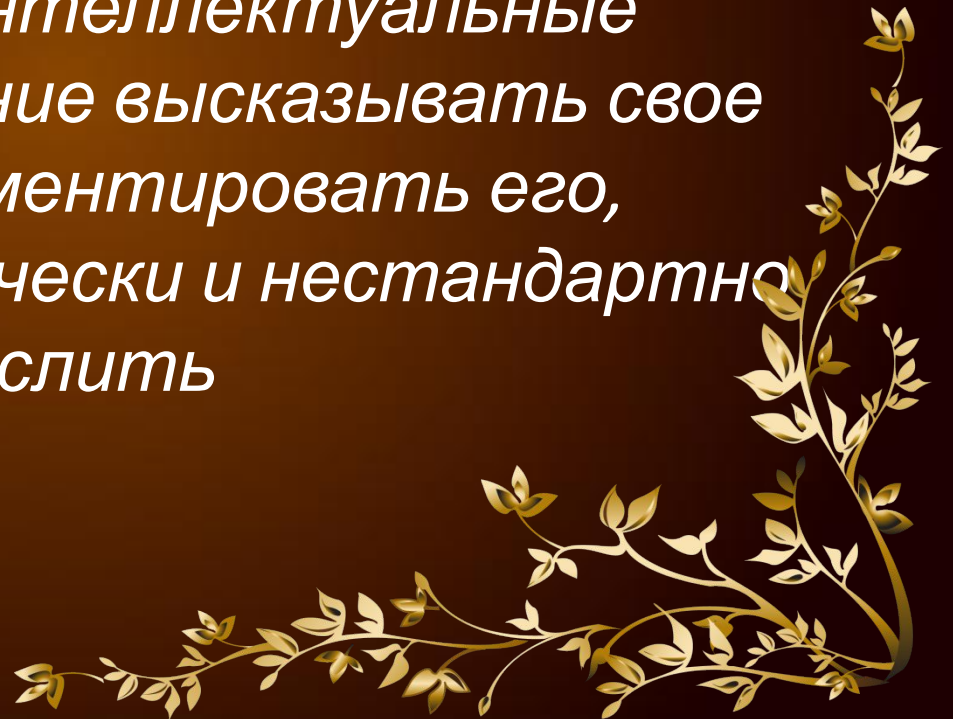 нтеллектуальные
ние высказывать свое
ментировать его,
чески и нестандартно
слить